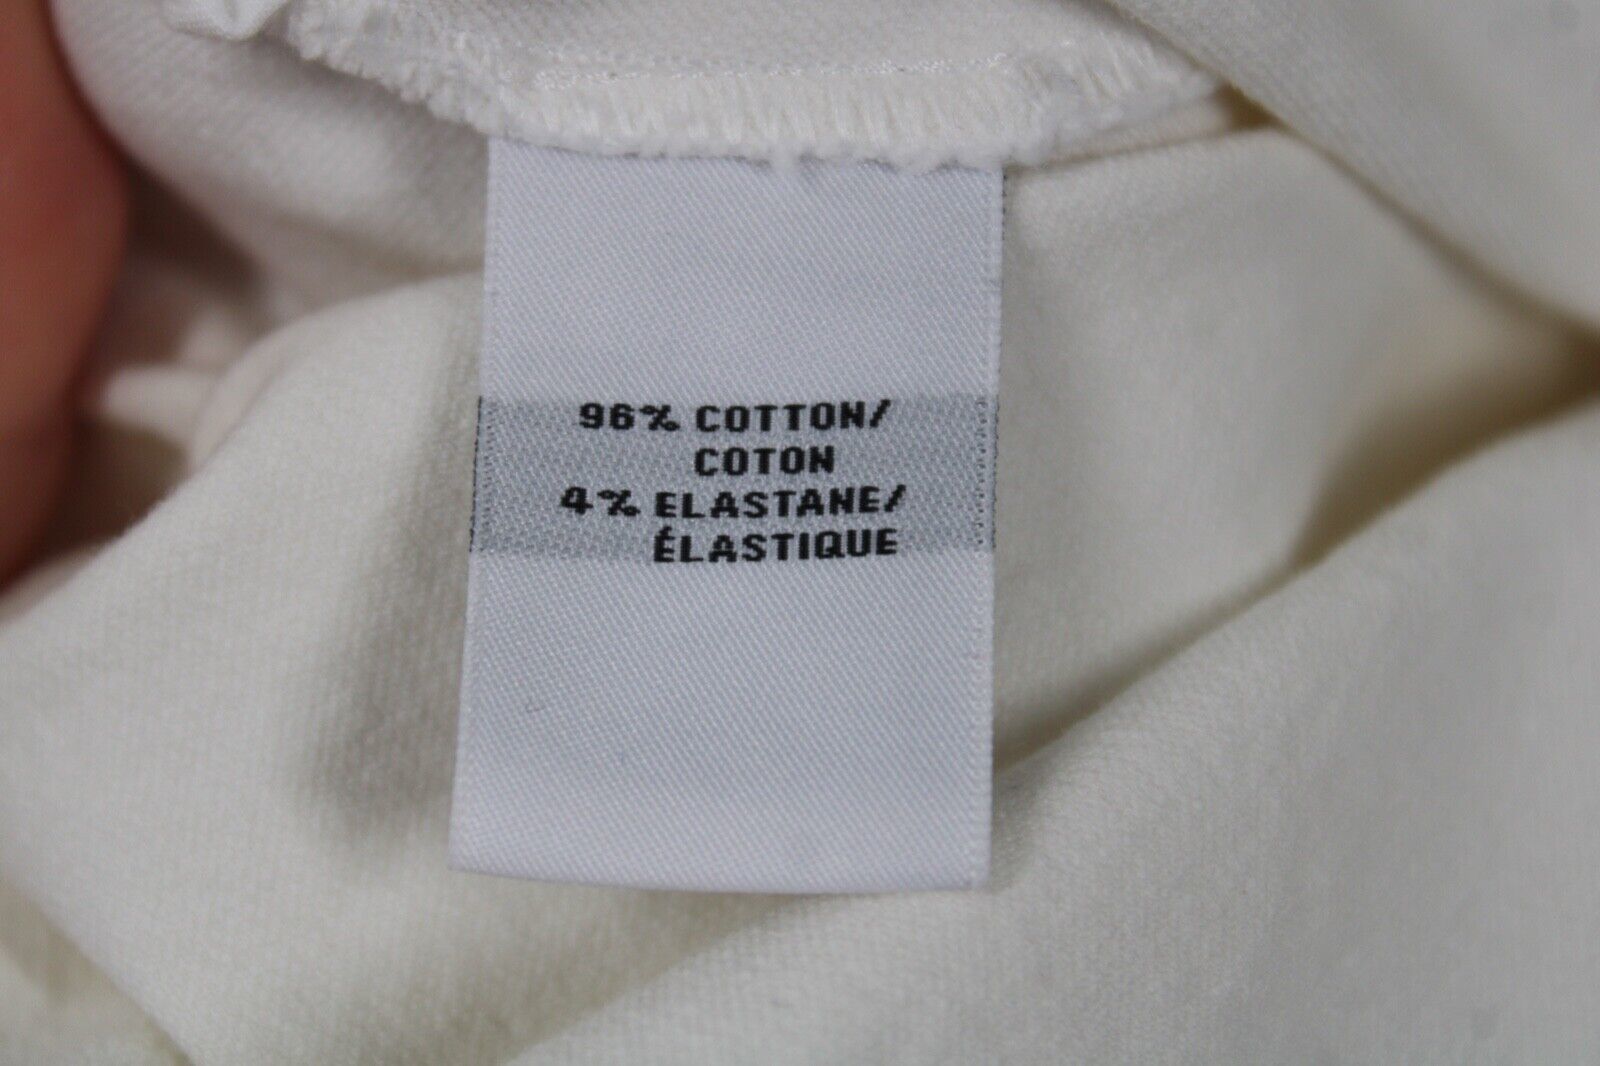 96% COTTON/
COTON
4% ELASTANE/
ÉLASTIQUE